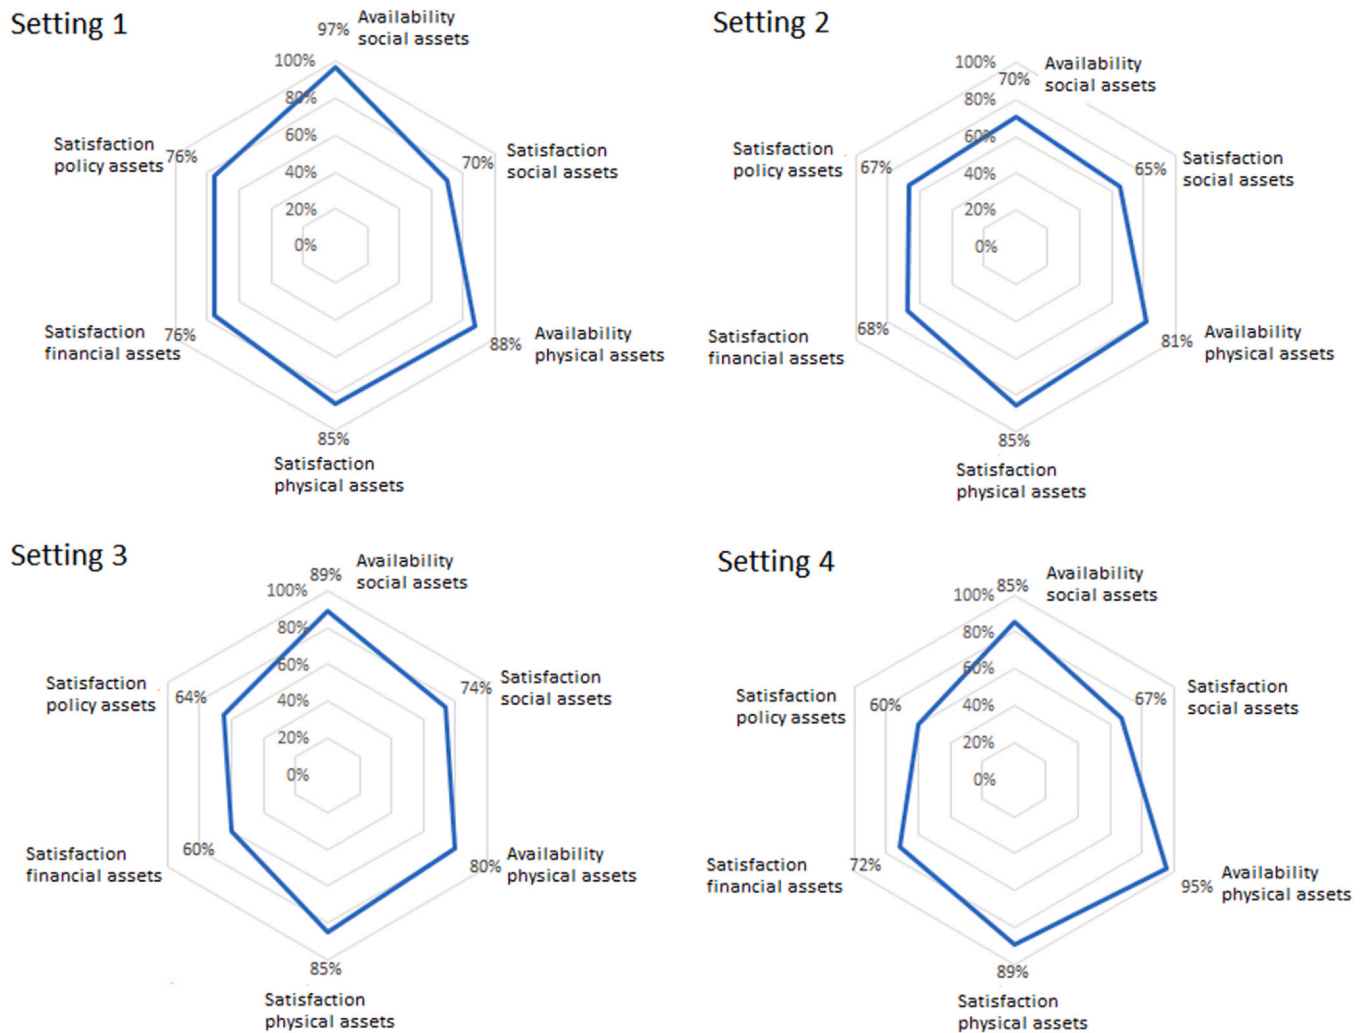 Setting 1
97%
Availability
social assets
100%
80%
60%
40%
20%
0%
Satisfaction
policy assets
76%
70%
Satisfaction
social assets
Satisfaction
financial assets
76%
88%
Availability
physical assets
85%
Satisfaction
physical assets
Setting 2
100%
70%
Availability
social assets
80%
60%
40%
20%
0%
Satisfaction
policy assets
67%
65%
Satisfaction
social assets
Satisfaction
financial assets
68%
81%
Availability
physical assets
85%
Satisfaction
physical assets
Setting 3
89%
Availability
social assets
100%
80%
60%
40%
20%
0%
Satisfaction
policy assets
64%
74%
Satisfaction
social assets
Satisfaction
financial assets
60%
80%
Availability
physical assets
85%
Satisfaction
physical assets
Setting 4
85%
Availability
social assets
100%
80%
60%
40%
20%
0%
Satisfaction
policy assets
60%
67%
Satisfaction
social assets
Satisfaction
financial assets
72%
95%
Availability
physical assets
89%
Satisfaction
physical assets